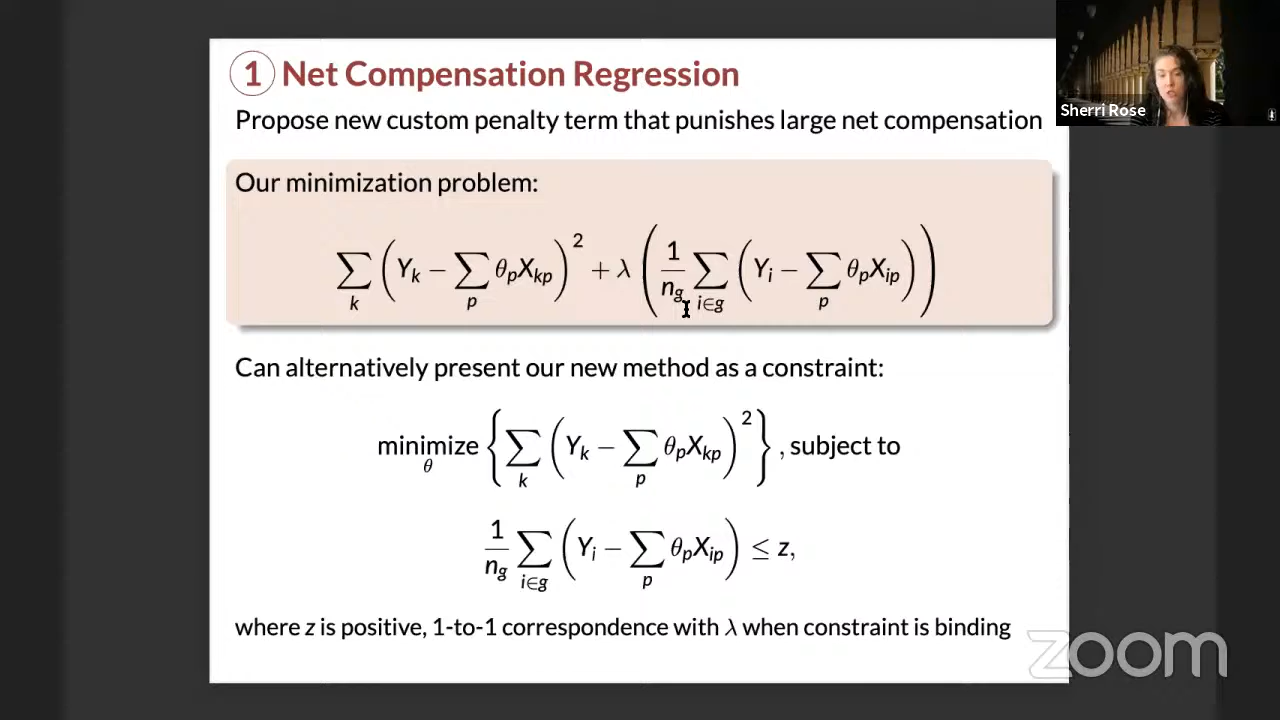 1 Net Compensation Regression
Sherri Rose
Propose new custom penalty term that punishes large net compensation
Our minimization problem:
∑_k (Y_k − ∑_p θ_p X_kp)² + λ (1/n_g ∑_{i∈g} (Y_i − ∑_p θ_p X_ip))
Can alternatively present our new method as a constraint:
minimize_θ {∑_k (Y_k − ∑_p θ_p X_kp)²}, subject to
1/n_g ∑_{i∈g} (Y_i − ∑_p θ_p X_ip) ≤ z,
where z is positive, 1-to-1 correspondence with λ when constraint is binding
zoom